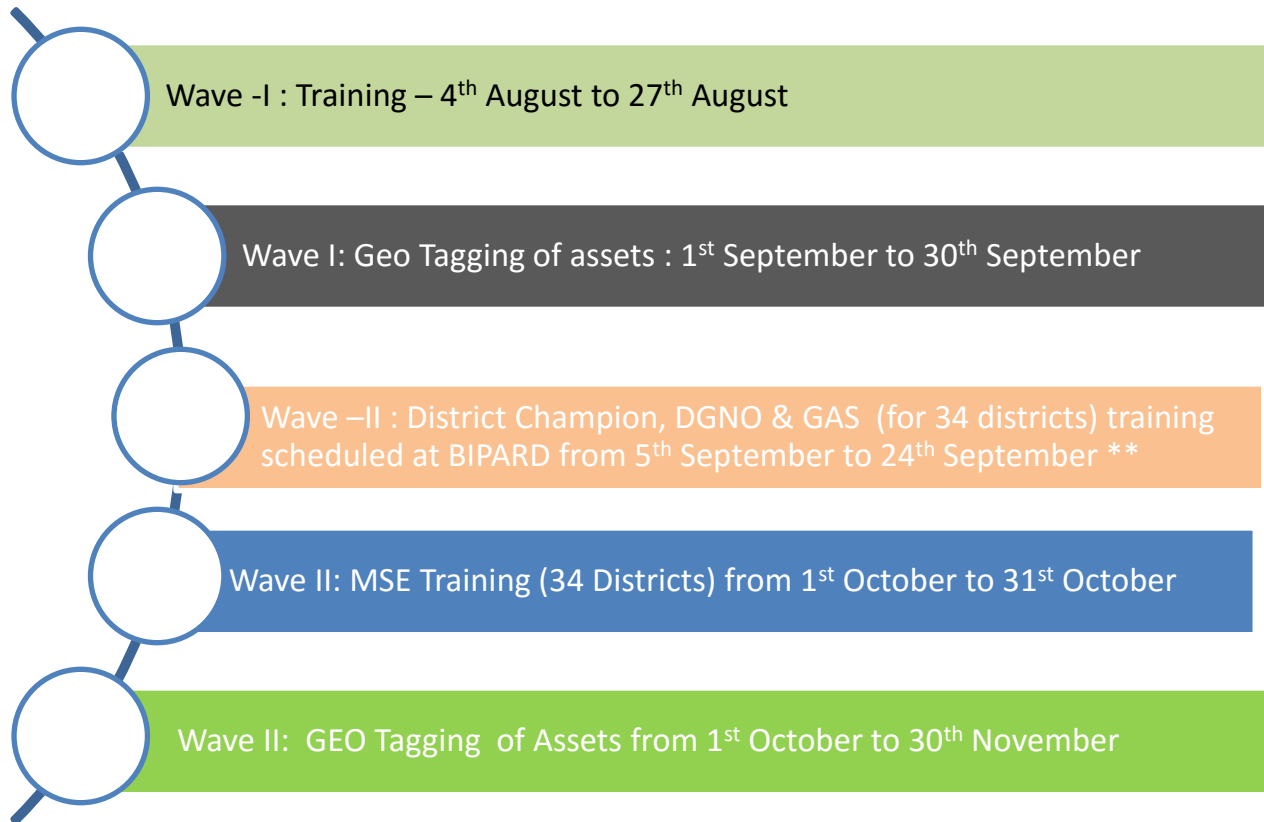 Wave -I : Training – 4th August to 27th August
Wave I: Geo Tagging of assets : 1st September to 30th September
Wave –II : District Champion, DGNO & GAS  (for 34 districts) training
scheduled at BIPARD from 5th September to 24th September **
Wave II: MSE Training (34 Districts) from 1st October to 31st October
Wave II:  GEO Tagging  of Assets from 1st October to 30th November